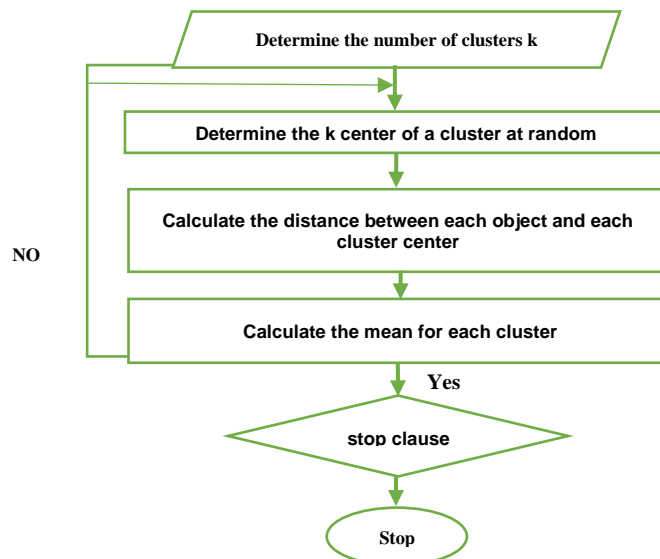 Determine the number of clusters k
Determine the k center of a cluster at random
Calculate the distance between each object and each
cluster center
NO
Calculate the mean for each cluster
Yes
stop clause
Stop